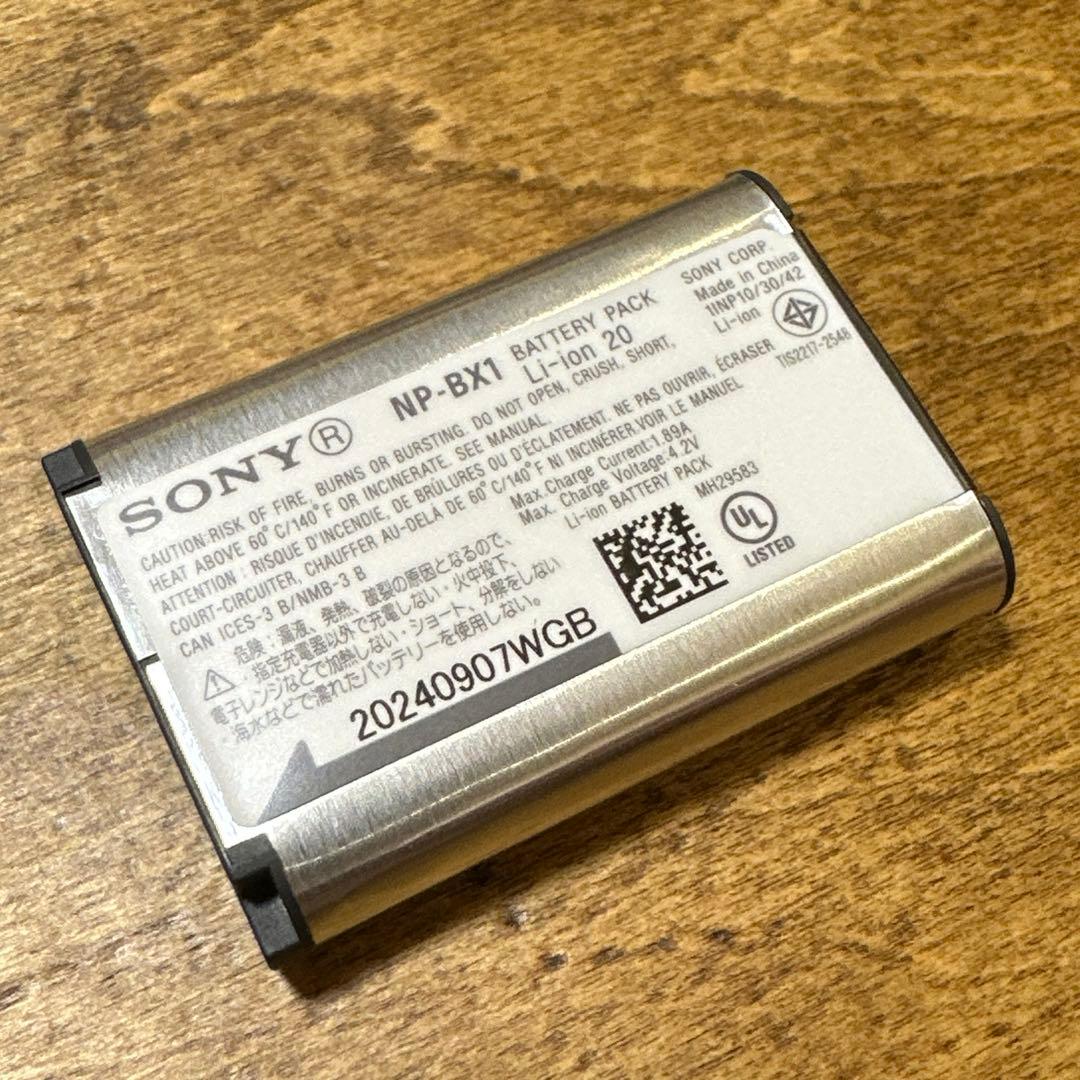 SONY® NP-BX1 BATTERY PACK
Li-ion 20
SONY CORP.
Made in China
1INP10/30/42
Li-ion
TIS2217-2548
CAUTION:RISK OF FIRE, BURNS OR BURSTING. DO NOT OPEN, CRUSH, SHORT,
HEAT ABOVE 60°C/140°F OR INCINERATE. SEE MANUAL.
ATTENTION : RISQUE D'INCENDIE, DE BRÛLURES OU D'ÉCLATEMENT. NE PAS OUVRIR, ÉCRASER
COURT-CIRCUITER, CHAUFFER AU-DELA DE 60°C/140°F NI INCINÉRER.VOIR LE MANUEL
CAN ICES-3 B/NMB-3 B
Max.Charge Current:1.89A
Max. Charge Voltage:4.2V
Li-ion BATTERY PACK
MH29583
UL
LISTED
危険:漏液、発熱、破裂の原因となるので、
・指定充電器以外で充電しない・火中投下、
電子レンジなどで加熱しない・ショート、分解をしない
・海水などで濡れたバッテリーを使用しない。
20240907WGB